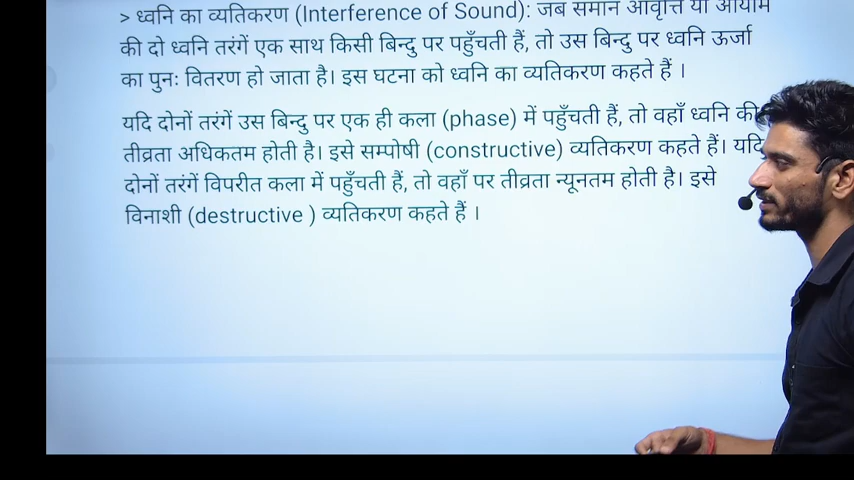 > ध्वनि का व्यतिकरण (Interference of Sound): जब समान आवृत्ति या आयाम
की दो ध्वनि तरंगें एक साथ किसी बिन्दु पर पहुँचती हैं, तो उस बिन्दु पर ध्वनि ऊर्जा
का पुनः वितरण हो जाता है। इस घटना को ध्वनि का व्यतिकरण कहते हैं ।
यदि दोनों तरंगें उस बिन्दु पर एक ही कला (phase) में पहुँचती हैं, तो वहाँ ध्वनि की
तीव्रता अधिकतम होती है। इसे सम्पोषी (constructive) व्यतिकरण कहते हैं। यदि
दोनों तरंगें विपरीत कला में पहुँचती हैं, तो वहाँ पर तीव्रता न्यूनतम होती है। इसे
विनाशी (destructive ) व्यतिकरण कहते हैं ।